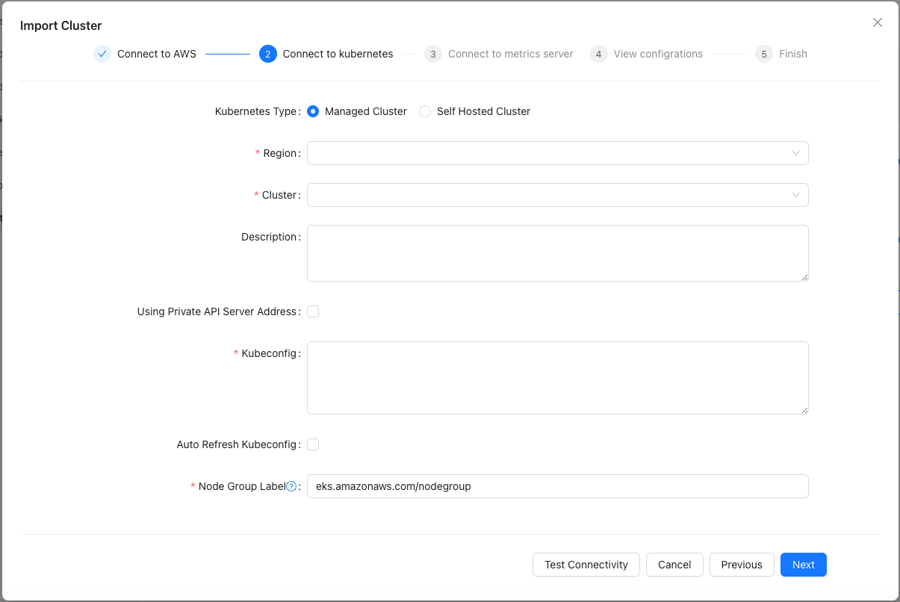 Import Cluster
Connect to AWS 2 Connect to kubernetes 3 Connect to metrics server 4 View configrations 5 Finish
Kubernetes Type: Managed Cluster Self Hosted Cluster
* Region:
* Cluster:
Description:
Using Private API Server Address:
* Kubeconfig:
Auto Refresh Kubeconfig:
* Node Group Label?: eks.amazonaws.com/nodegroup
Test Connectivity Cancel Previous Next